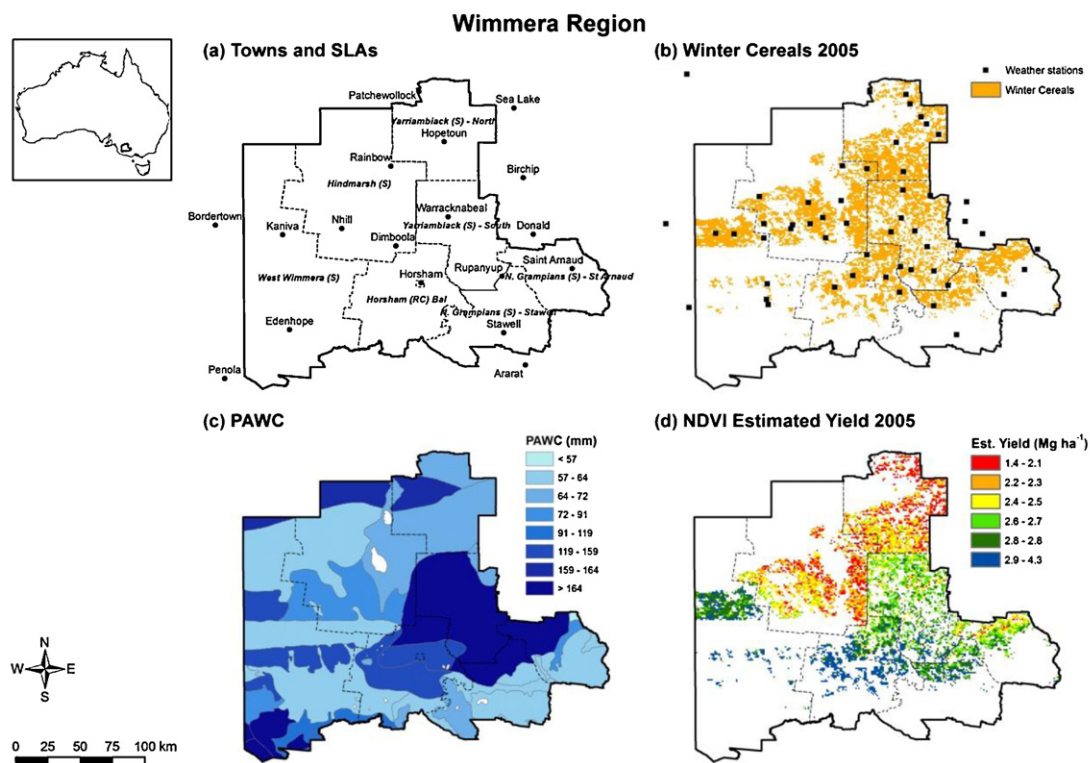 Wimmera Region
(a) Towns and SLAs
Patchewollock
Sea Lake
Yarriambiack (S) - North
Hopetoun
Rainbow
Birchip
Hindmarsh (S)
Warracknabeal
Bordertown
Kaniva
Nhill
Yarriambiack (S) - South
Donald
Dimboola
Saint Arnaud
Rupanyup
West Wimmera (S)
Horsham
N. Grampians (S) - St Arnaud
Horsham (RC) Bal
N. Grampians (S) - Stawell
Edenhope
Stawell
Penola
Ararat
(b) Winter Cereals 2005
Weather stations
Winter Cereals
(c) PAWC
PAWC (mm)
< 57
57 - 64
64 - 72
72 - 91
91 - 119
119 - 159
159 - 164
> 164
(d) NDVI Estimated Yield 2005
Est. Yield (Mg ha⁻¹)
1.4 - 2.1
2.2 - 2.3
2.4 - 2.5
2.6 - 2.7
2.8 - 2.8
2.9 - 4.3
N
W E
S
0 25 50 75 100 km